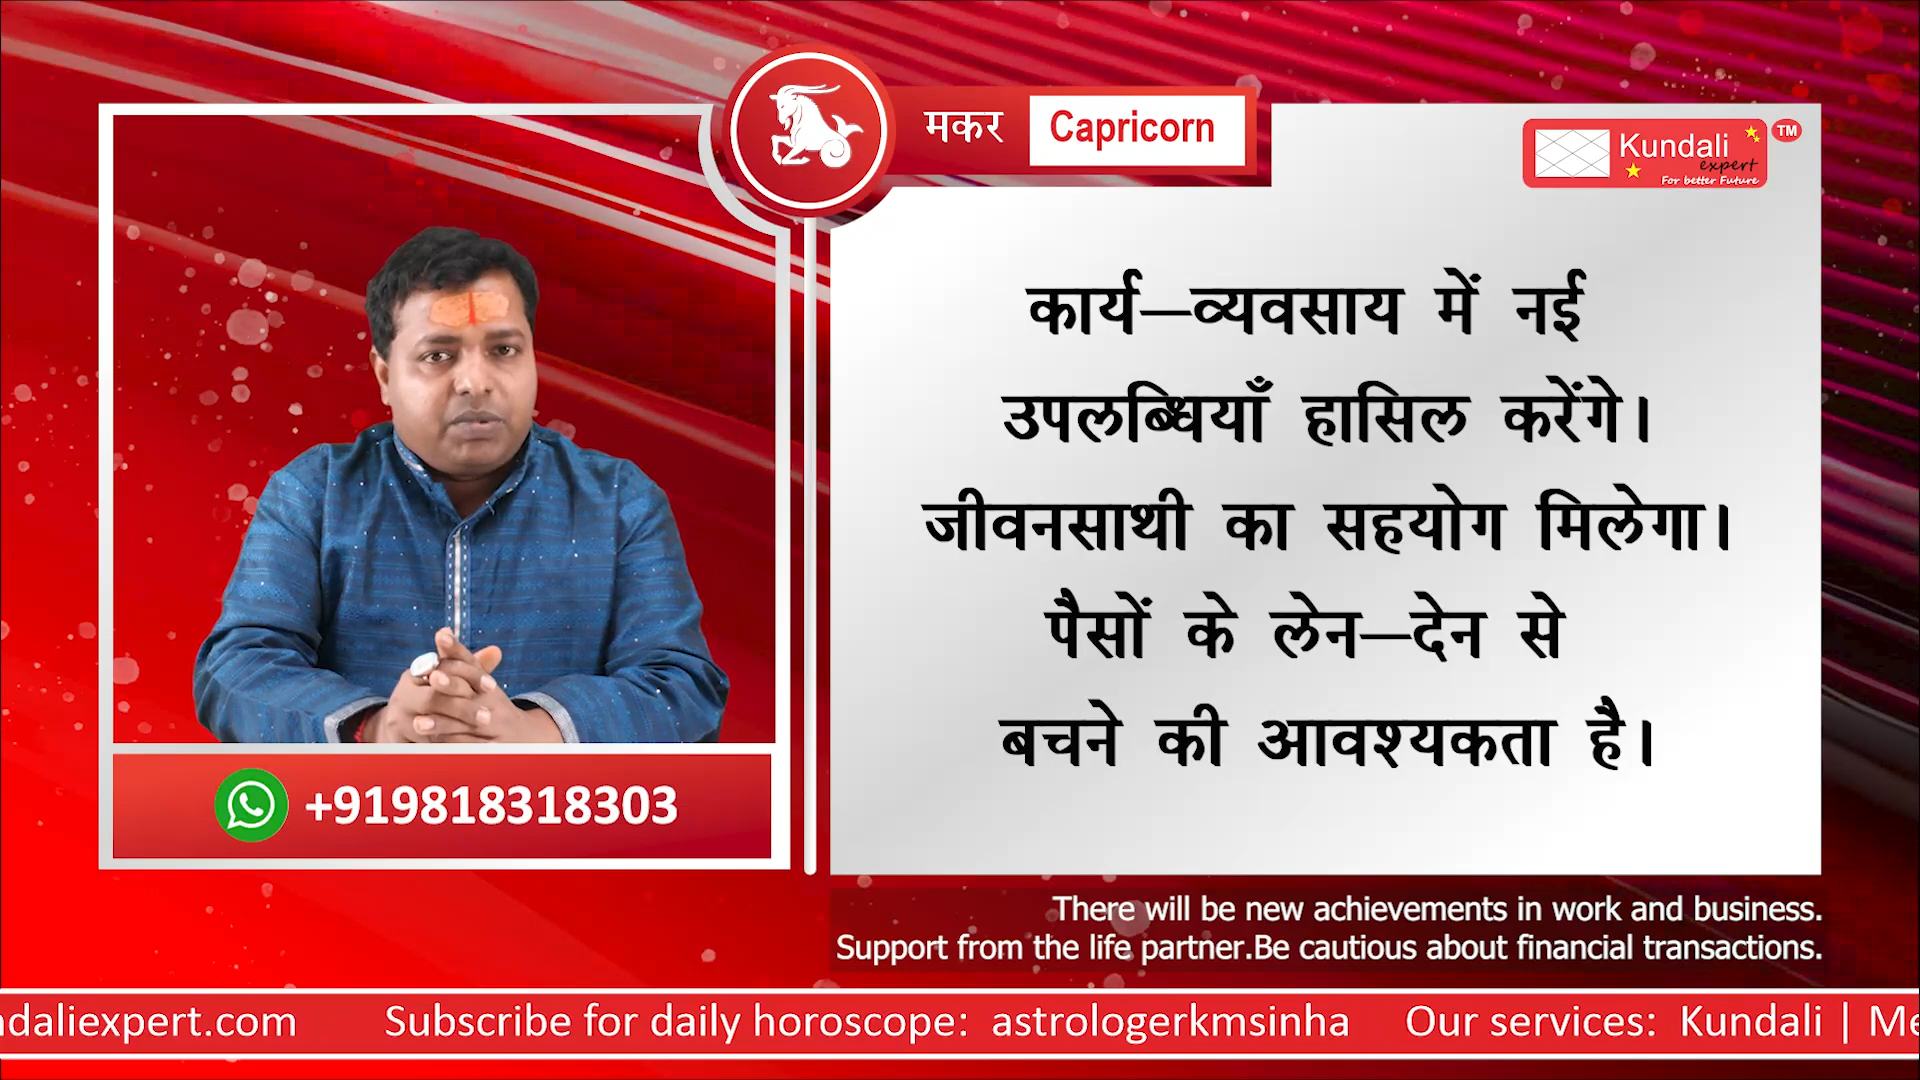 मकर Capricorn
Kundali TM
expert
For better Future
कार्य–व्यवसाय में नई
उपलब्धियाँ हासिल करेंगे।
जीवनसाथी का सहयोग मिलेगा।
पैसों के लेन–देन से
बचने की आवश्यकता है।
+919818318303
There will be new achievements in work and business.
Support from the life partner.Be cautious about financial transactions.
ndaliexpert.com Subscribe for daily horoscope: astrologerkmsinha Our services: Kundali | Me